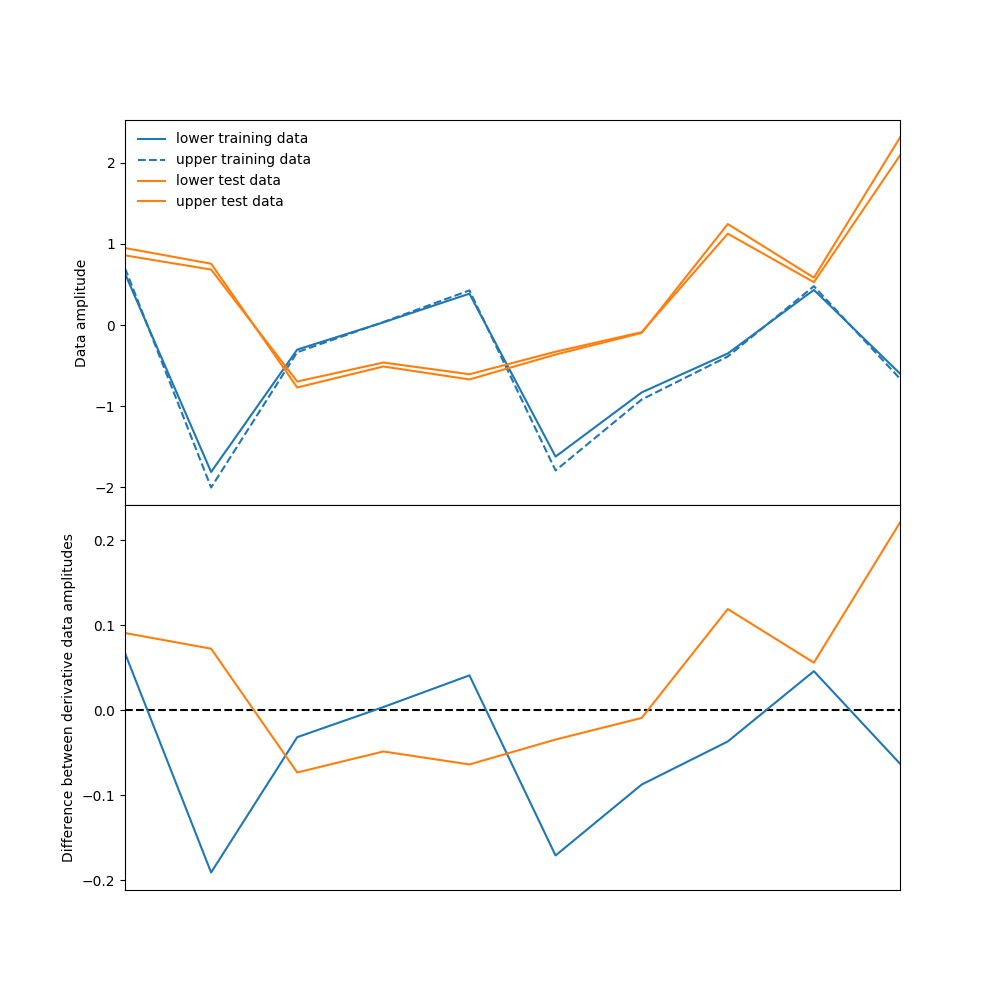 lower training data
upper training data
lower test data
upper test data
2
1
0
−1
−2
Data amplitude
0.2
0.1
0.0
−0.1
−0.2
Difference between derivative data amplitudes